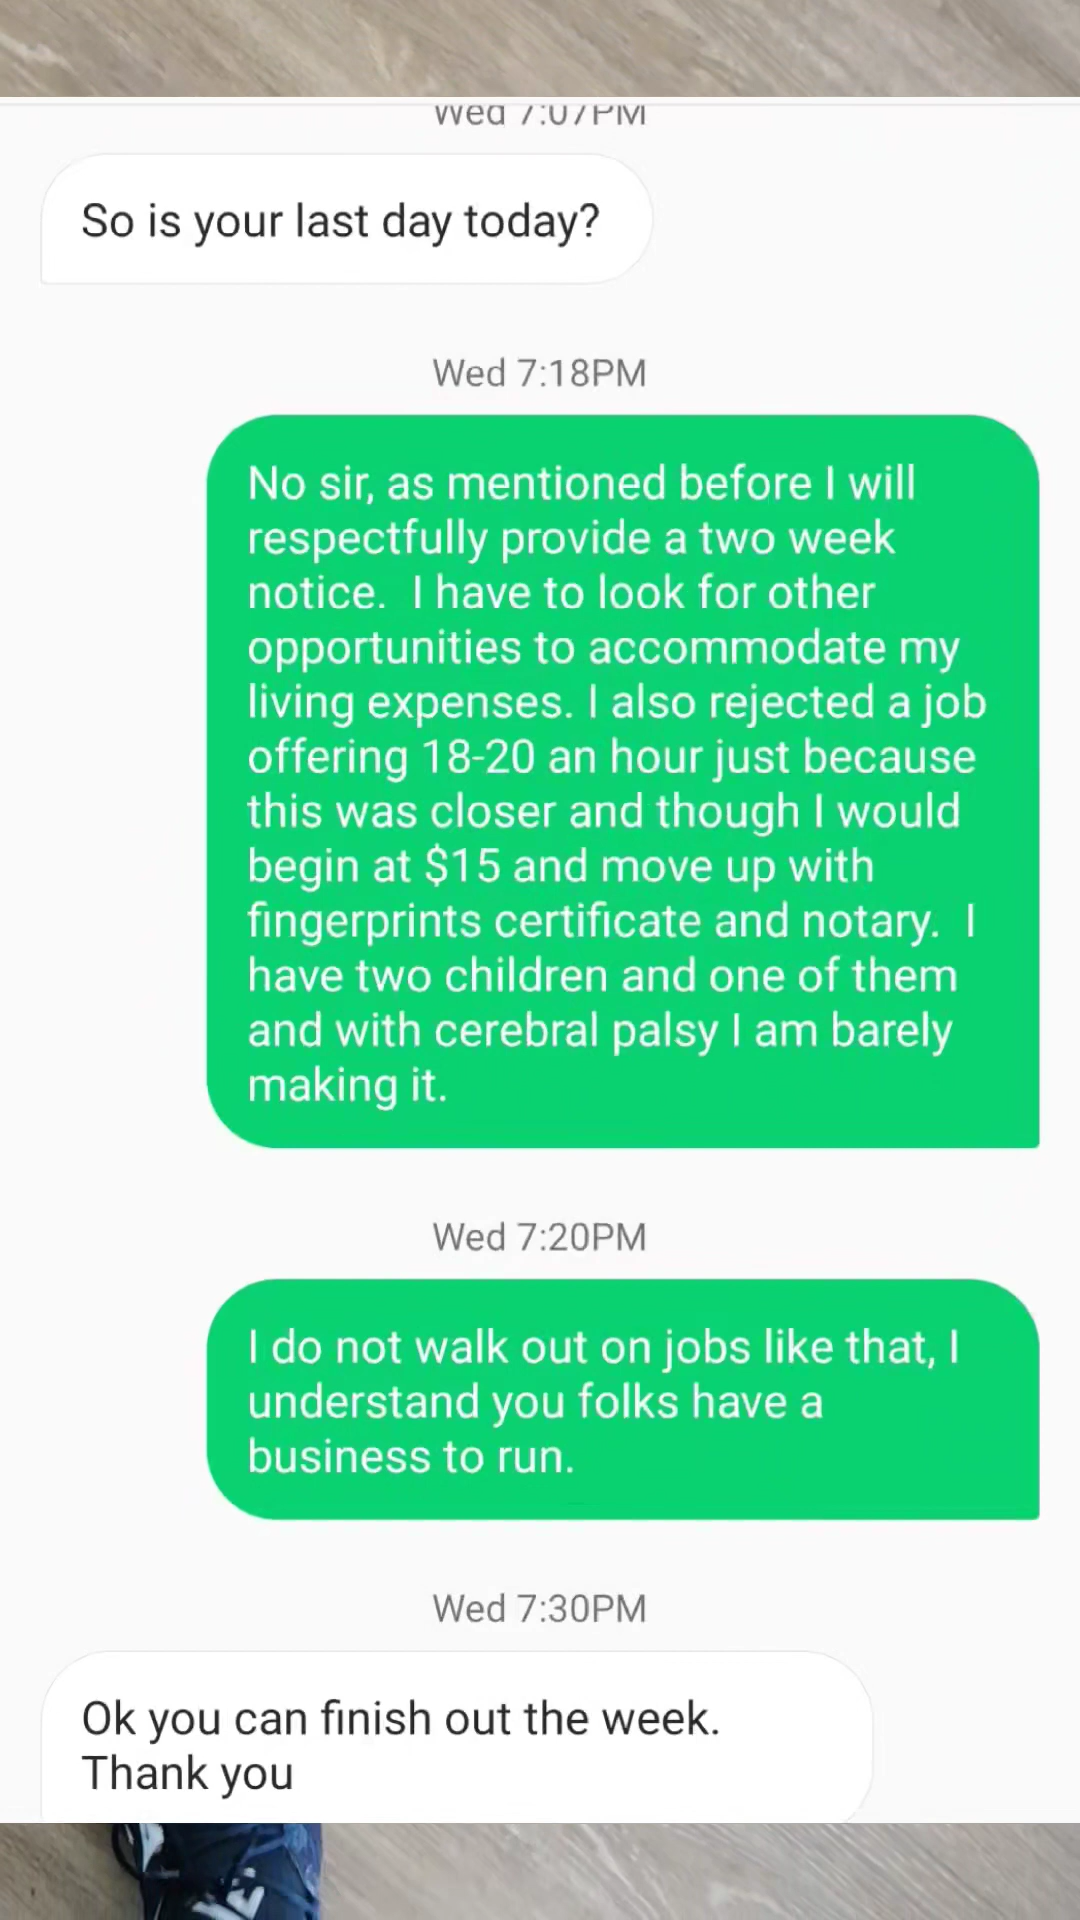 Wed 7:07PM
So is your last day today?
Wed 7:18PM
No sir, as mentioned before I will
respectfully provide a two week
notice.  I have to look for other
opportunities to accommodate my
living expenses. I also rejected a job
offering 18-20 an hour just because
this was closer and though I would
begin at $15 and move up with
fingerprints certificate and notary.  I
have two children and one of them
and with cerebral palsy I am barely
making it.
Wed 7:20PM
I do not walk out on jobs like that, I
understand you folks have a
business to run.
Wed 7:30PM
Ok you can finish out the week.
Thank you